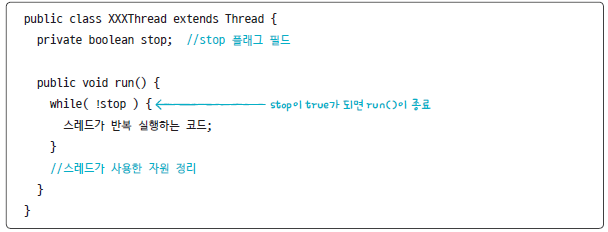 public class XXXThread extends Thread {
private boolean stop; //stop 플래그 필드
public void run() {
while( !stop ) { stop이 true가 되면 run()이 종료
스레드가 반복 실행하는 코드;
}
//스레드가 사용한 자원 정리
}
}